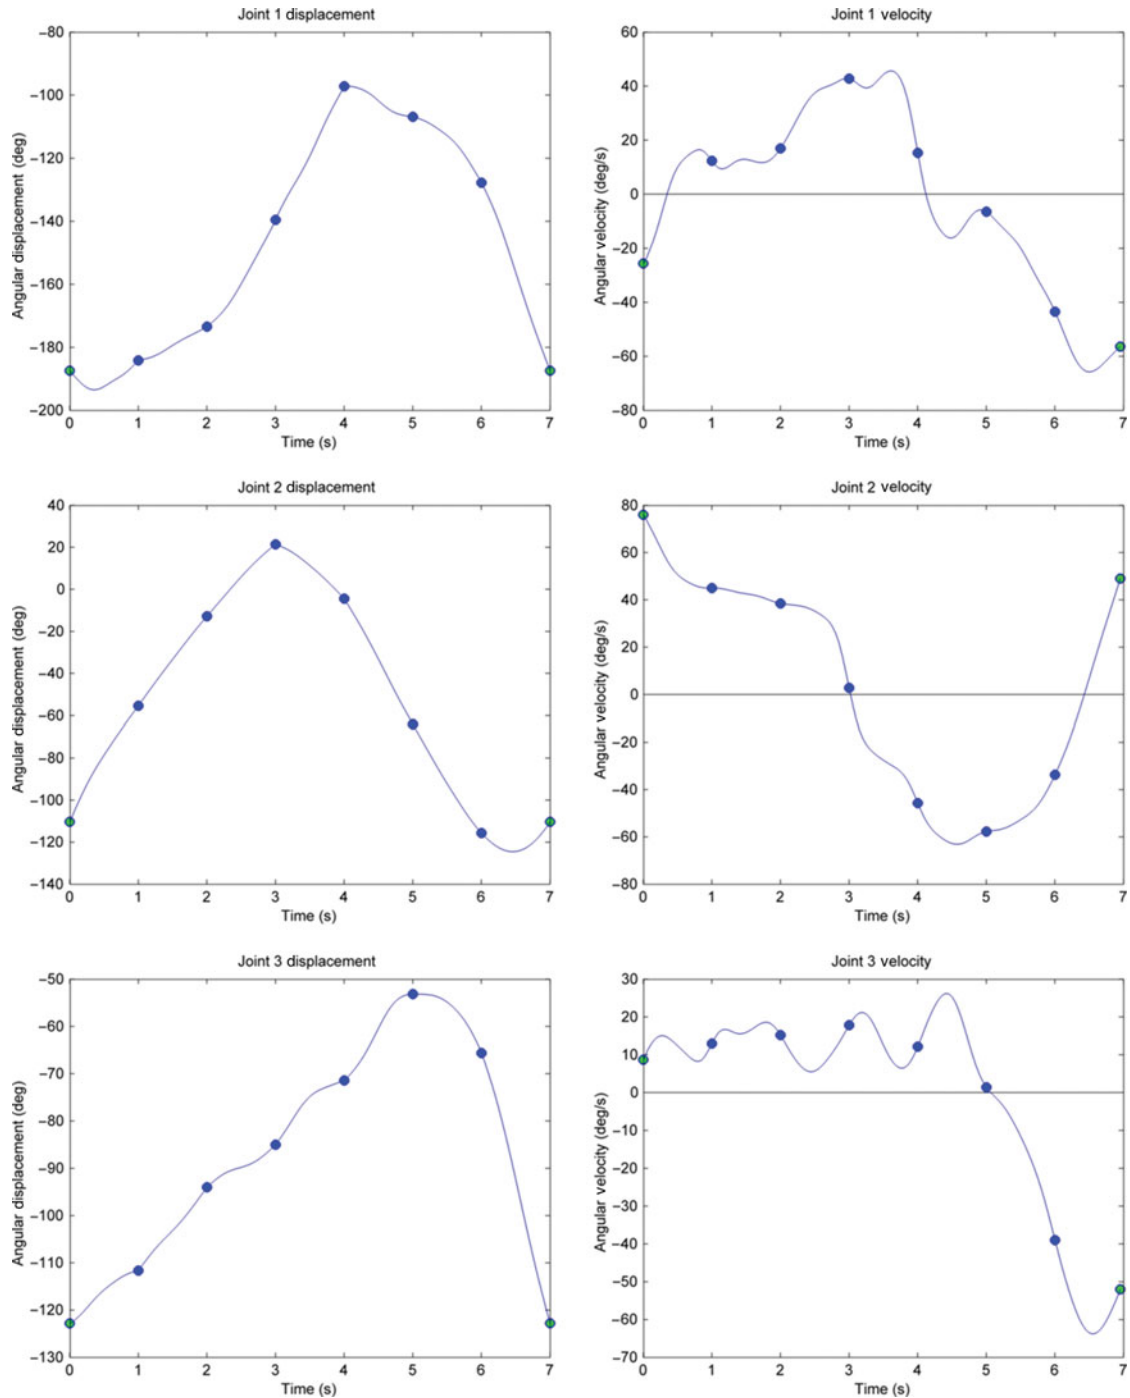 Joint 1 displacement
–80
–100
–120
–140
–160
–180
–200
Angular displacement (deg)
0 1 2 3 4 5 6 7
Time (s)
Joint 1 velocity
60
40
20
0
–20
–40
–60
–80
Angular velocity (deg/s)
0 1 2 3 4 5 6 7
Time (s)
Joint 2 displacement
40
20
0
–20
–40
–60
–80
–100
–120
–140
Angular displacement (deg)
0 1 2 3 4 5 6 7
Time (s)
Joint 2 velocity
80
60
40
20
0
–20
–40
–60
–80
Angular velocity (deg/s)
0 1 2 3 4 5 6 7
Time (s)
Joint 3 displacement
–50
–60
–70
–80
–90
–100
–110
–120
–130
Angular displacement (deg)
0 1 2 3 4 5 6 7
Time (s)
Joint 3 velocity
30
20
10
0
–10
–20
–30
–40
–50
–60
–70
Angular velocity (deg/s)
0 1 2 3 4 5 6 7
Time (s)